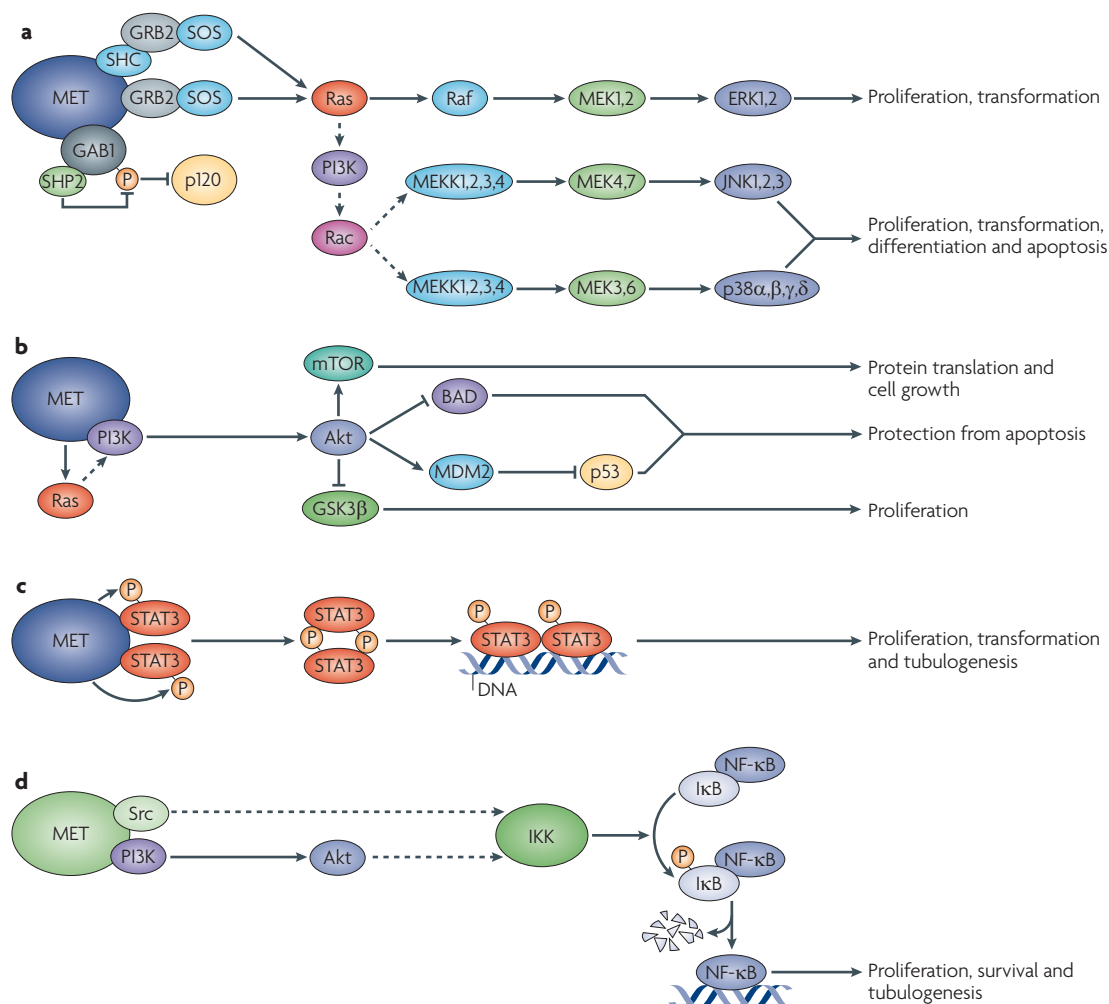 a
GRB2 SOS
SHC
MET GRB2 SOS Ras Raf MEK1,2 ERK1,2 Proliferation, transformation
GAB1
SHP2 P p120 PI3K MEKK1,2,3,4 MEK4,7 JNK1,2,3
Rac Proliferation, transformation,
differentiation and apoptosis
MEKK1,2,3,4 MEK3,6 p38α,β,γ,δ
b
MET mTOR Protein translation and
cell growth
BAD
PI3K Akt Protection from apoptosis
MDM2 p53
Ras GSK3β Proliferation
c
P STAT3
MET
STAT3 P
STAT3
P P
STAT3
P P
STAT3 STAT3
DNA
Proliferation, transformation
and tubulogenesis
d
MET Src
PI3K Akt IKK
NF-κB
IκB
P NF-κB
IκB
NF-κB Proliferation, survival and
tubulogenesis